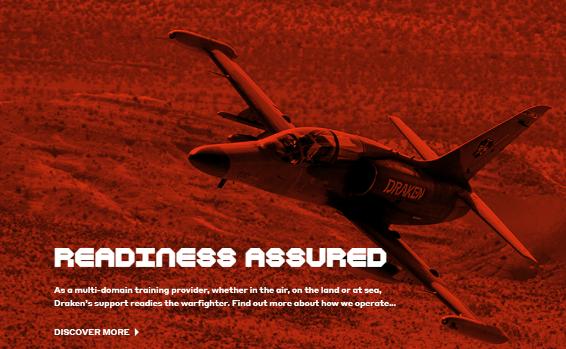 DRAKEN
READINESS ASSURED
As a multi-domain training provider, whether in the air, on the land or at sea,
Draken's support readies the warfighter. Find out more about how we operate...
DISCOVER MORE